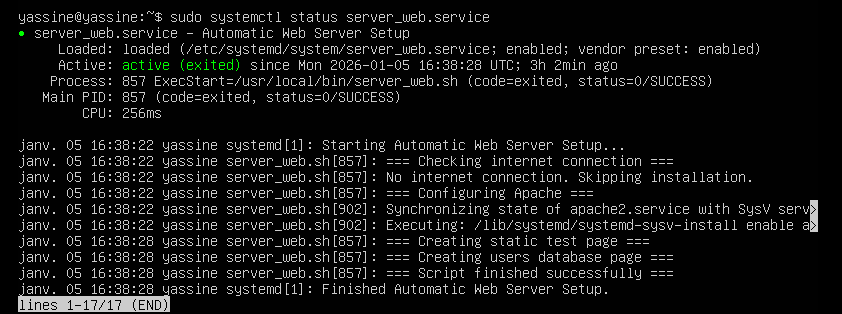 yassine@yassine:~$ sudo systemctl status server_web.service
● server_web.service - Automatic Web Server Setup
     Loaded: loaded (/etc/systemd/system/server_web.service; enabled; vendor preset: enabled)
     Active: active (exited) since Mon 2026-01-05 16:38:28 UTC; 3h 2min ago
    Process: 857 ExecStart=/usr/local/bin/server_web.sh (code=exited, status=0/SUCCESS)
   Main PID: 857 (code=exited, status=0/SUCCESS)
        CPU: 256ms

janv. 05 16:38:22 yassine systemd[1]: Starting Automatic Web Server Setup...
janv. 05 16:38:22 yassine server_web.sh[857]: === Checking internet connection ===
janv. 05 16:38:22 yassine server_web.sh[857]: No internet connection. Skipping installation.
janv. 05 16:38:22 yassine server_web.sh[857]: === Configuring Apache ===
janv. 05 16:38:22 yassine server_web.sh[902]: Synchronizing state of apache2.service with SysV serv>
janv. 05 16:38:22 yassine server_web.sh[902]: Executing: /lib/systemd/systemd-sysv-install enable a>
janv. 05 16:38:28 yassine server_web.sh[857]: === Creating static test page ===
janv. 05 16:38:28 yassine server_web.sh[857]: === Creating users database page ===
janv. 05 16:38:28 yassine server_web.sh[857]: === Script finished successfully ===
janv. 05 16:38:28 yassine systemd[1]: Finished Automatic Web Server Setup.
lines 1-17/17 (END)